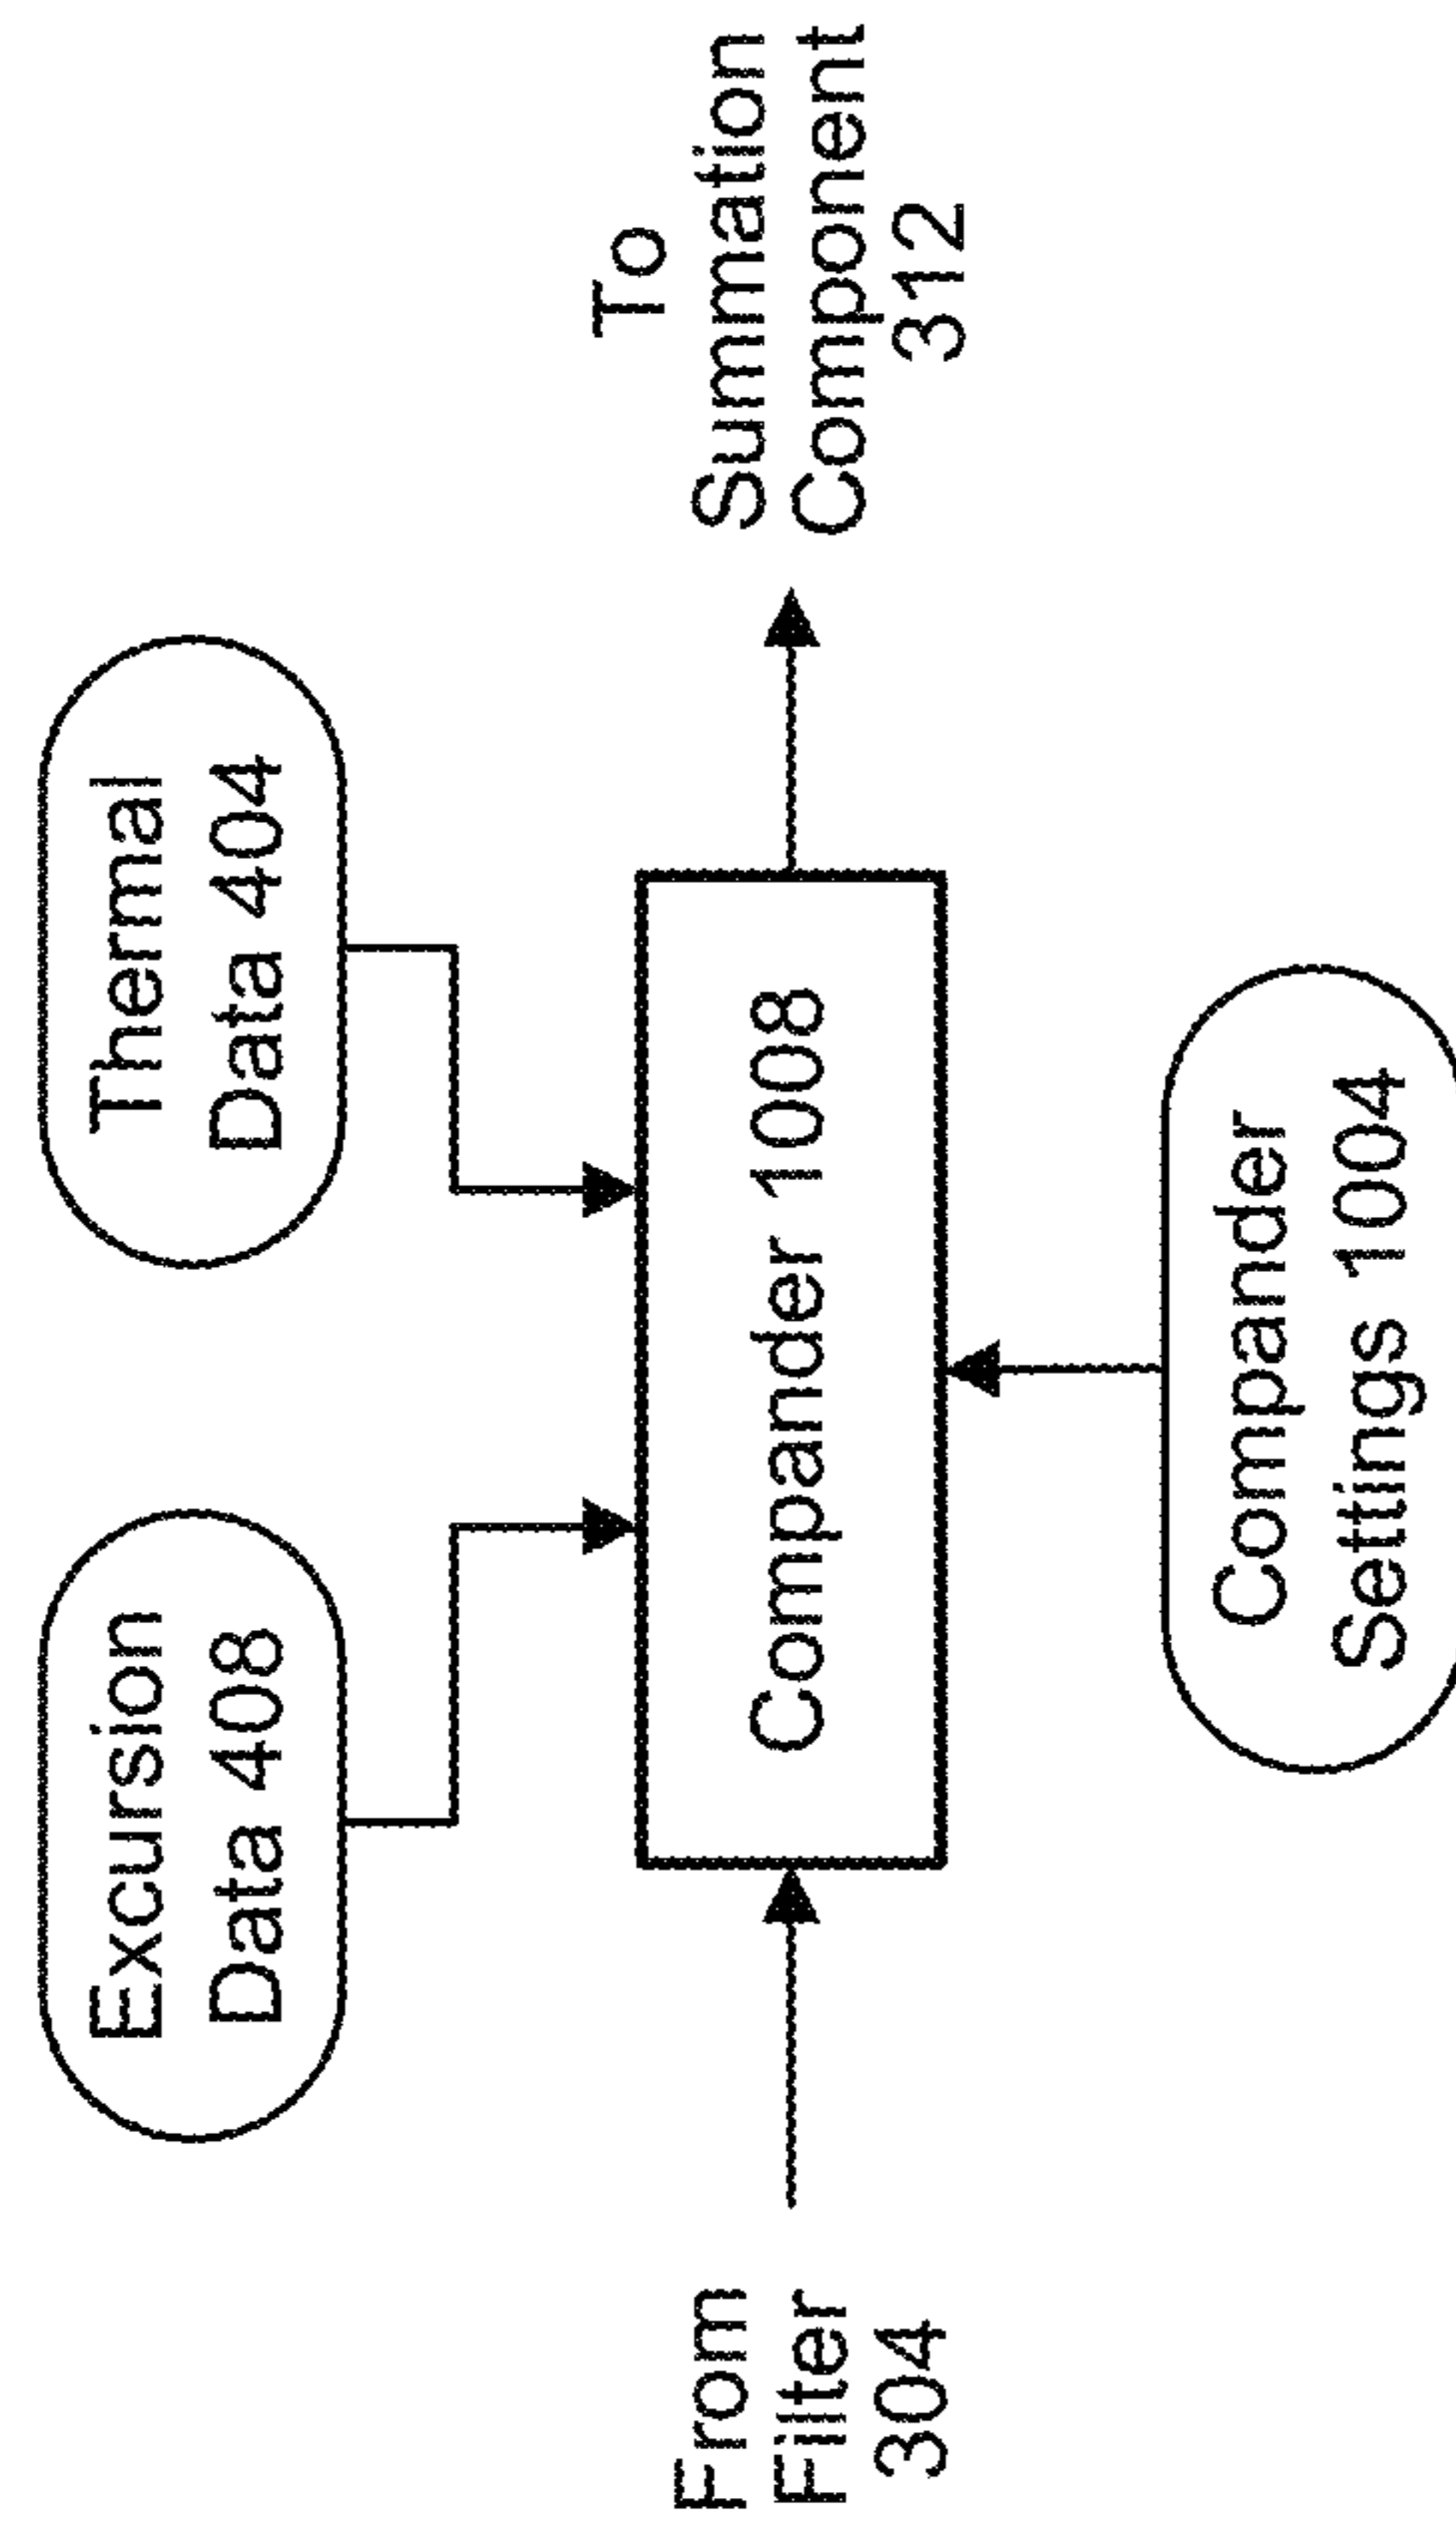 Excursion
Data 408
Thermal
Data 404
From
Filter
304
Compander 1008
To
Summation
Component
312
Compander
Settings 1004